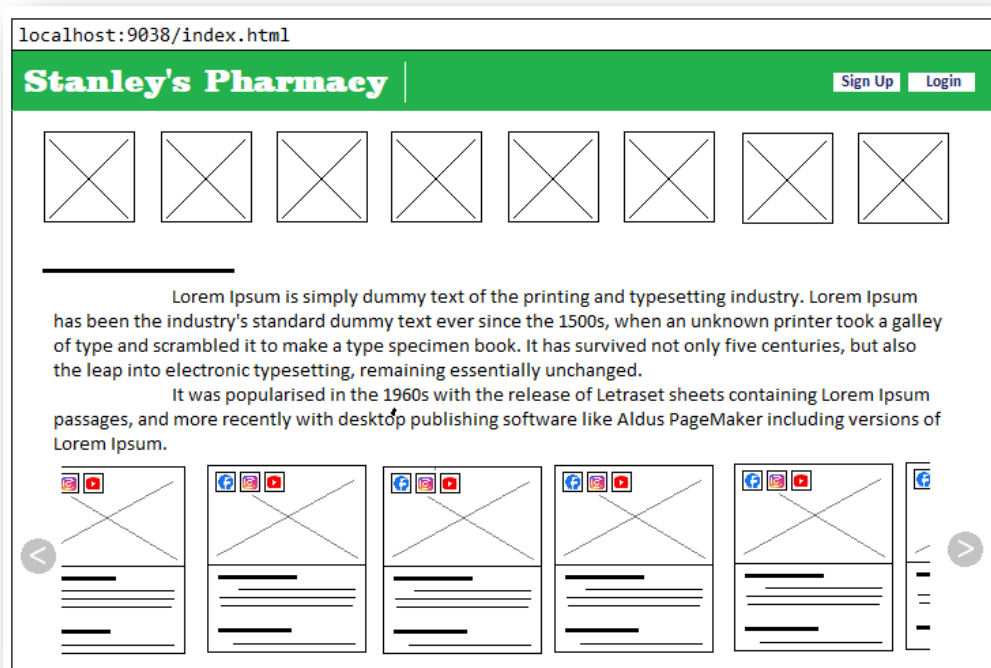 localhost:9038/index.html
Stanley's Pharmacy
Sign Up
Login
Lorem Ipsum is simply dummy text of the printing and typesetting industry. Lorem Ipsum
has been the industry's standard dummy text ever since the 1500s, when an unknown printer took a galley
of type and scrambled it to make a type specimen book. It has survived not only five centuries, but also
the leap into electronic typesetting, remaining essentially unchanged.
It was popularised in the 1960s with the release of Letraset sheets containing Lorem Ipsum
passages, and more recently with desktop publishing software like Aldus PageMaker including versions of
Lorem Ipsum.
<
>